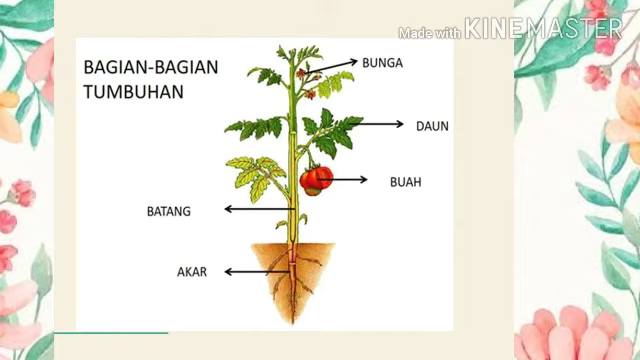 Made with KINEMASTER
BAGIAN-BAGIAN
TUMBUHAN
BUNGA
DAUN
BUAH
BATANG
AKAR